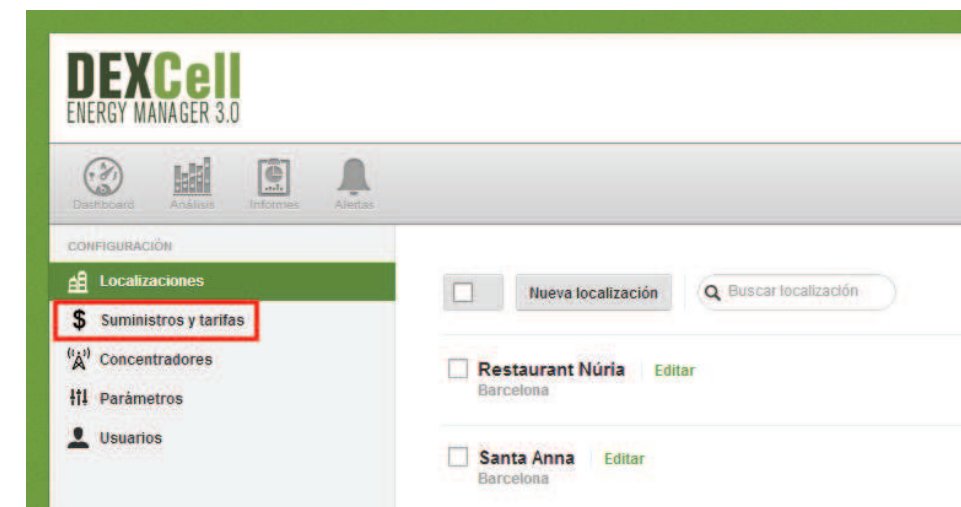 DEXCell
ENERGY MANAGER 3.0
Dashboard Análisis Informes Alertas
CONFIGURACIÓN
Localizaciones
$ Suministros y tarifas
Concentradores
Parámetros
Usuarios
Nueva localización Buscar localización
Restaurant Núria Editar
Barcelona
Santa Anna Editar
Barcelona